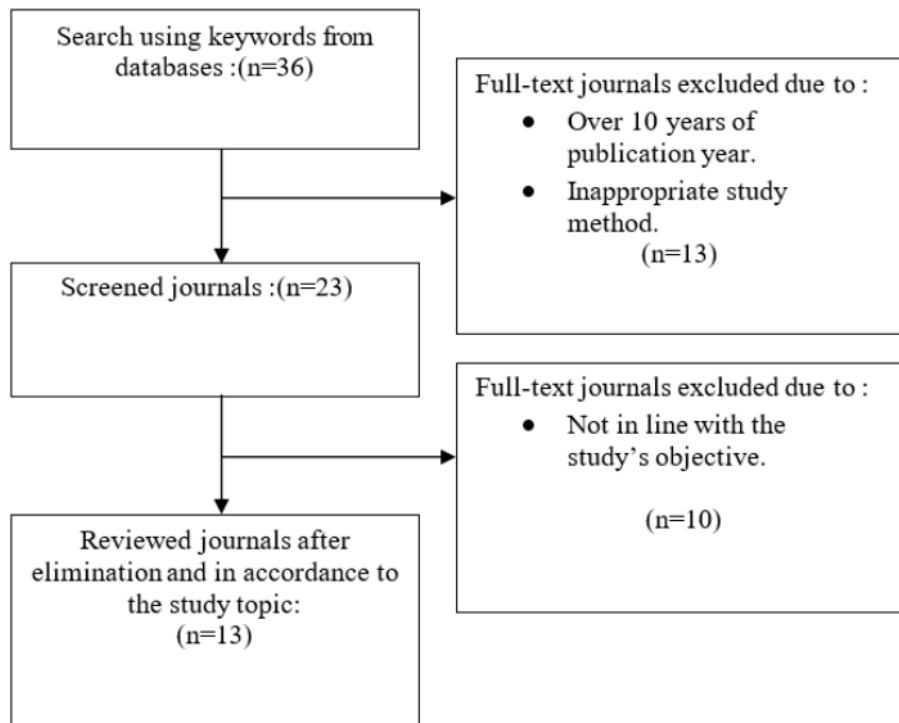 Search using keywords from
databases :(n=36)
Full-text journals excluded due to :
● Over 10 years of
publication year.
● Inappropriate study
method.
(n=13)
Screened journals :(n=23)
Full-text journals excluded due to :
● Not in line with the
study’s objective.
(n=10)
Reviewed journals after
elimination and in accordance to
the study topic:
(n=13)